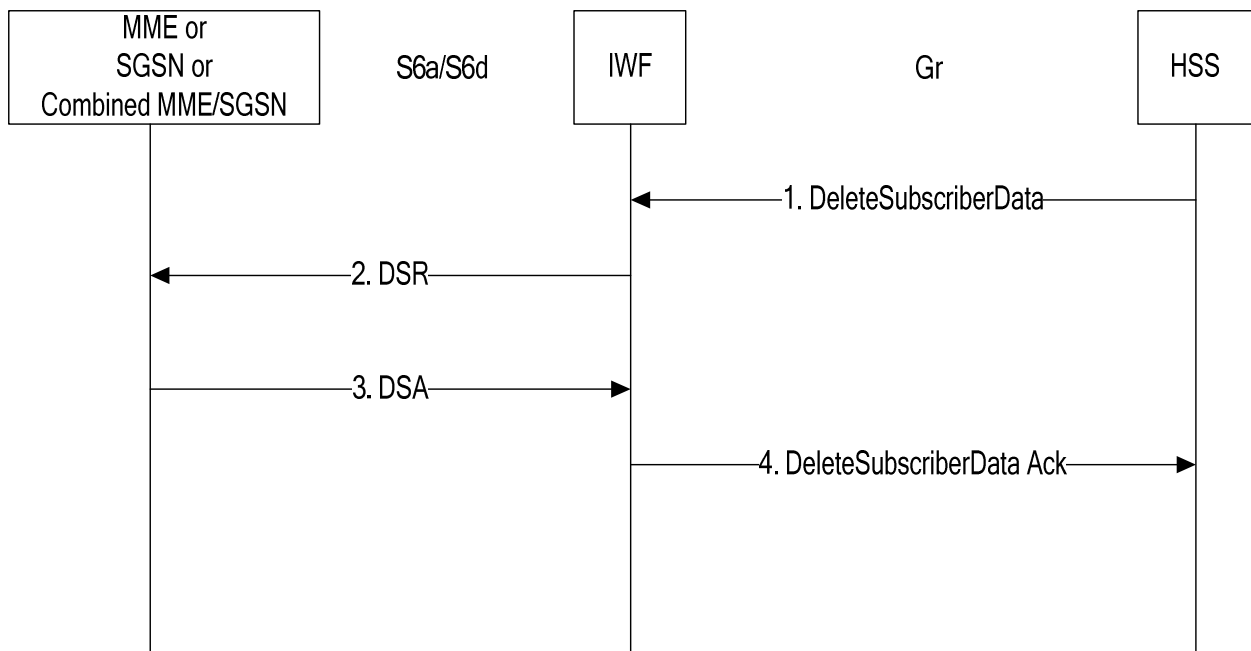 MME or
SGSN or
Combined MME/SGSN
S6a/S6d
IWF
Gr
HSS
1. DeleteSubscriberData
2. DSR
3. DSA
4. DeleteSubscriberData Ack